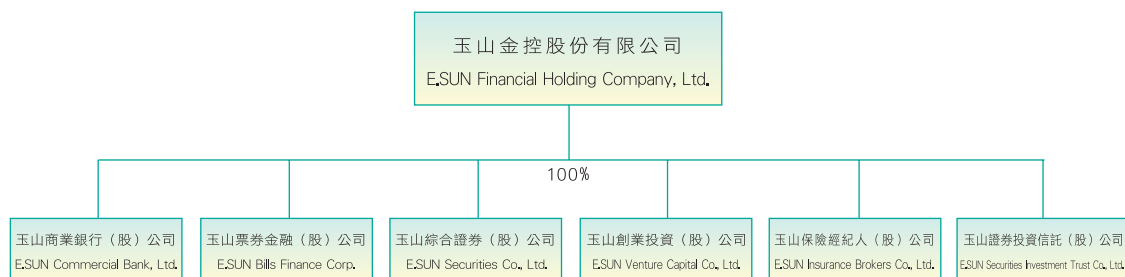 玉山金控股份有限公司
E.SUN Financial Holding Company, Ltd.
100%
玉山商業銀行（股）公司
E.SUN Commercial Bank, Ltd.
玉山票券金融（股）公司
E.SUN Bills Finance Corp.
玉山綜合證券（股）公司
E.SUN Securities Co., Ltd.
玉山創業投資（股）公司
E.SUN Venture Capital Co., Ltd.
玉山保險經紀人（股）公司
E.SUN Insurance Brokers Co., Ltd.
玉山證券投資信託（股）公司
E.SUN Securities Investment Trust Co., Ltd.